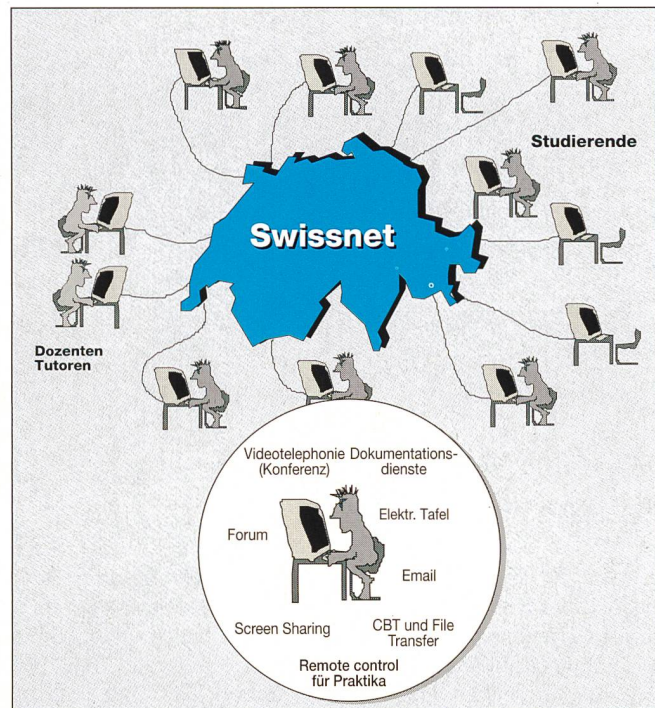 Studierende
Swissnet
Dozenten
Tutoren
Videotelephonie
(Konferenz)
Dokumentations-
dienste
Elektr. Tafel
Forum
Email
Screen Sharing
CBT und File
Transfer
Remote control
für Praktika